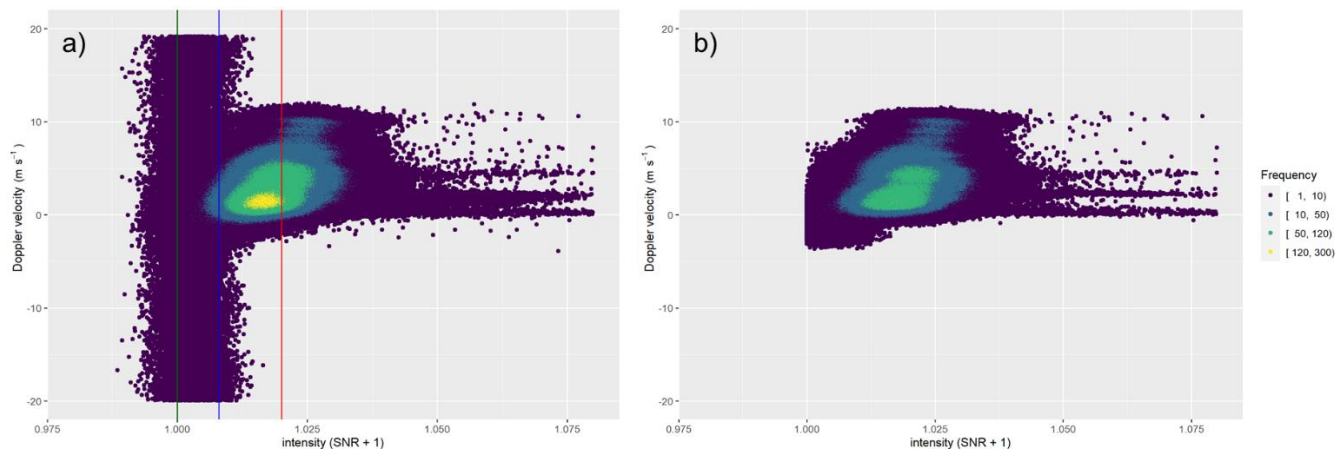 a)
20
10
0
-10
-20
Doppler velocity (m s⁻¹)
0.975
1.000
1.025
1.050
1.075
intensity (SNR + 1)
b)
20
10
0
-10
-20
Doppler velocity (m s⁻¹)
0.975
1.000
1.025
1.050
1.075
intensity (SNR + 1)
Frequency
[ 1, 10)
[ 10, 50)
[ 50, 120)
[ 120, 300)